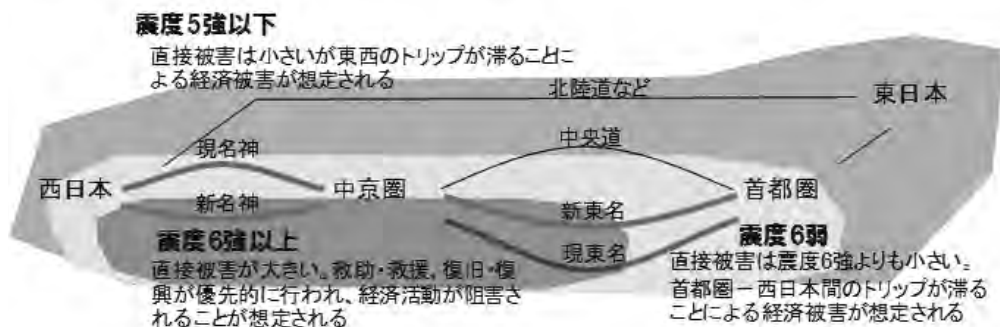 震度5強以下
直接被害は小さいが東西のトリップが滞ることに
よる経済被害が想定される
北陸道など
東日本
現名神
中央道
西日本
中京圏
首都圏
新名神
新東名
震度6強以上
現東名
震度6弱
直接被害が大きい。救助・救援、復旧・復
興が優先的に行われ、経済活動が阻害さ
れることが想定される
直接被害は震度6強よりも小さい。
首都圏－西日本間のトリップが滞る
ことによる経済被害が想定される